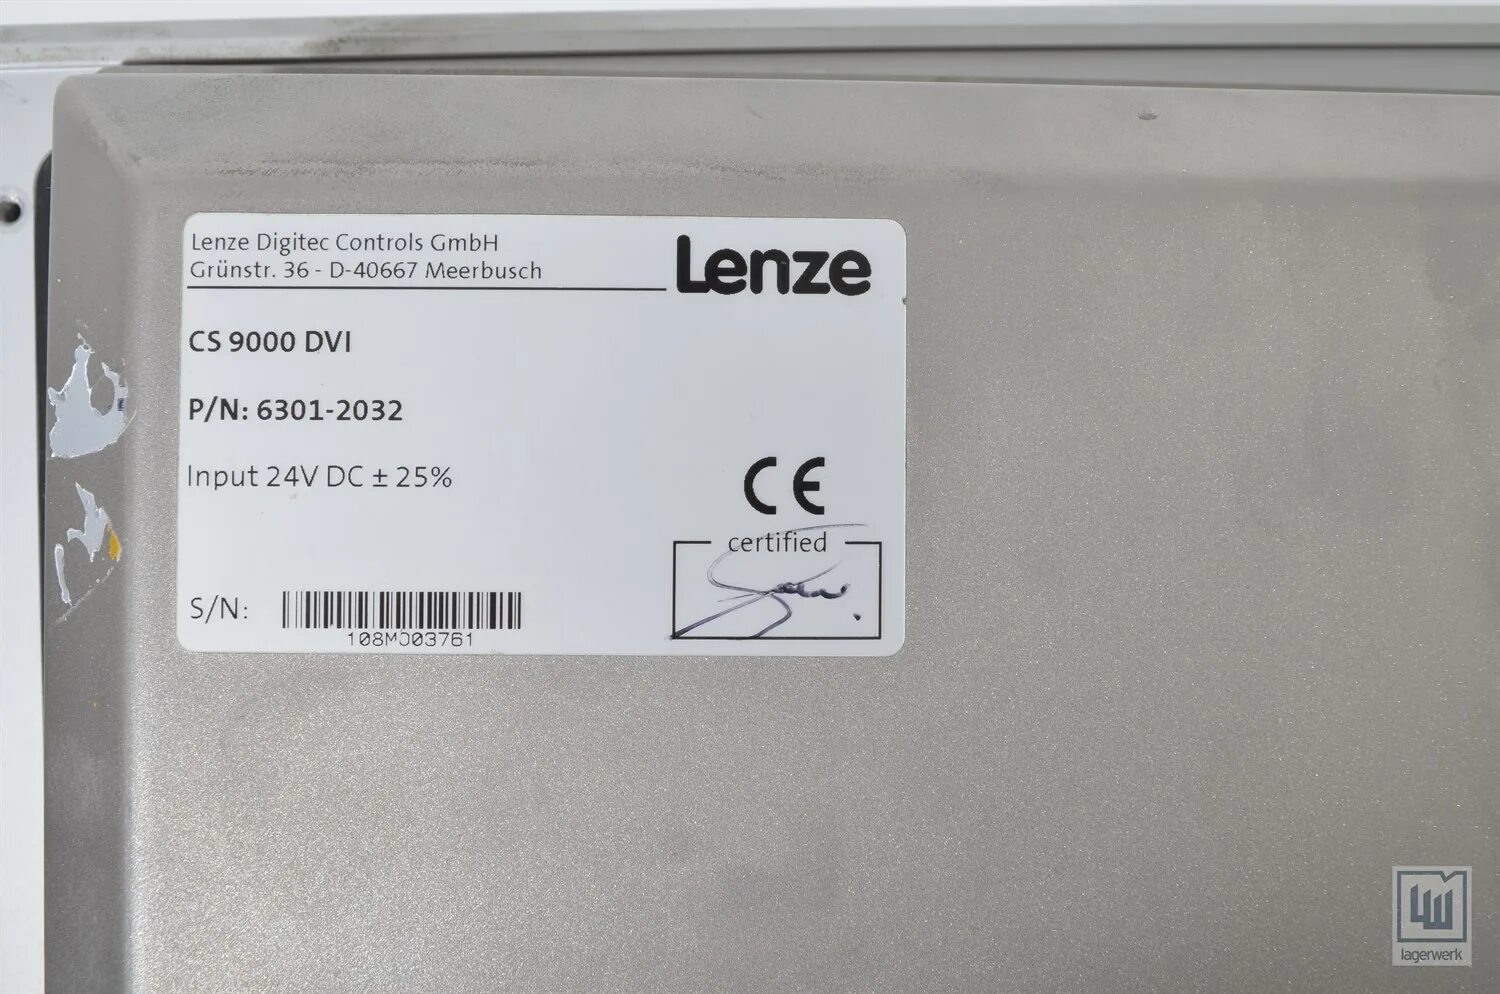 Lenze Digitec Controls GmbH
Grünstr. 36 - D-40667 Meerbusch
Lenze
CS 9000 DVI
P/N: 6301-2032
Input 24V DC ± 25%
CE
certified
S/N:
108M003761
lagerwerk